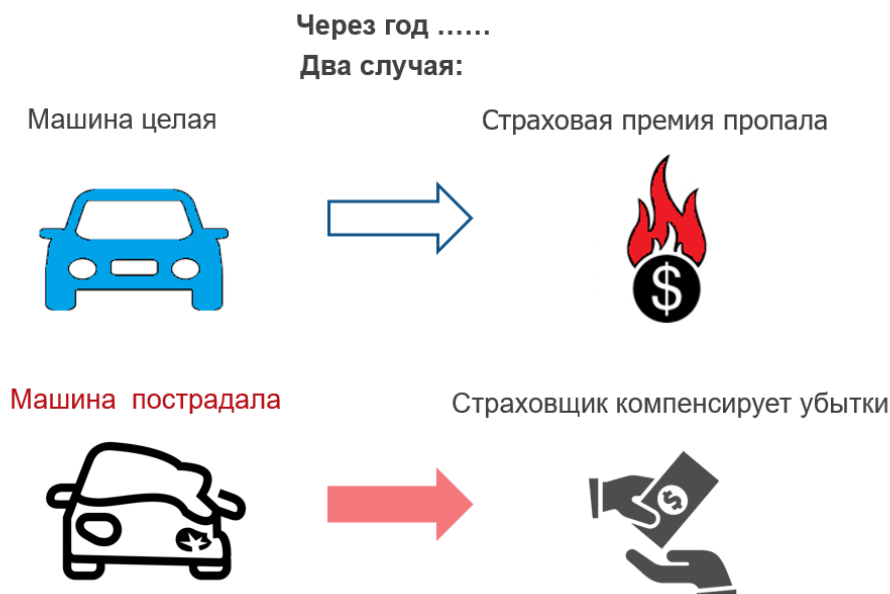 Через год ......
Два случая:
Машина целая
Страховая премия пропала
$
Машина пострадала
Страховщик компенсирует убытки
$